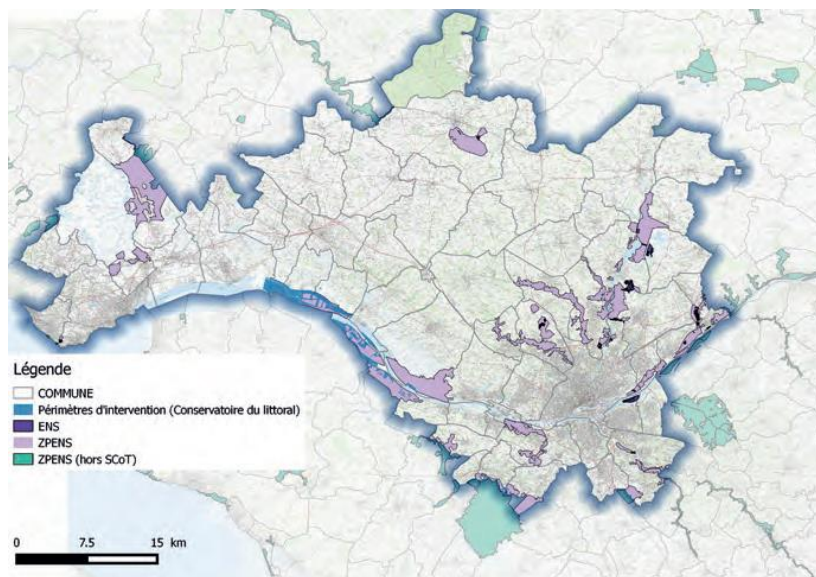 Légende
COMMUNE
Périmètres d'intervention (Conservatoire du littoral)
ENS
ZPENS
ZPENS (hors SCoT)
0 7.5 15 km